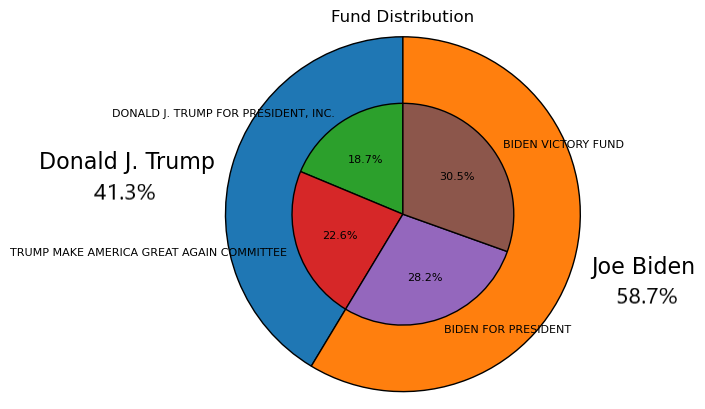 Fund Distribution
DONALD J. TRUMP FOR PRESIDENT, INC.
BIDEN VICTORY FUND
Donald J. Trump
41.3%
18.7%
30.5%
22.6%
TRUMP MAKE AMERICA GREAT AGAIN COMMITTEE
28.2%
Joe Biden
58.7%
BIDEN FOR PRESIDENT